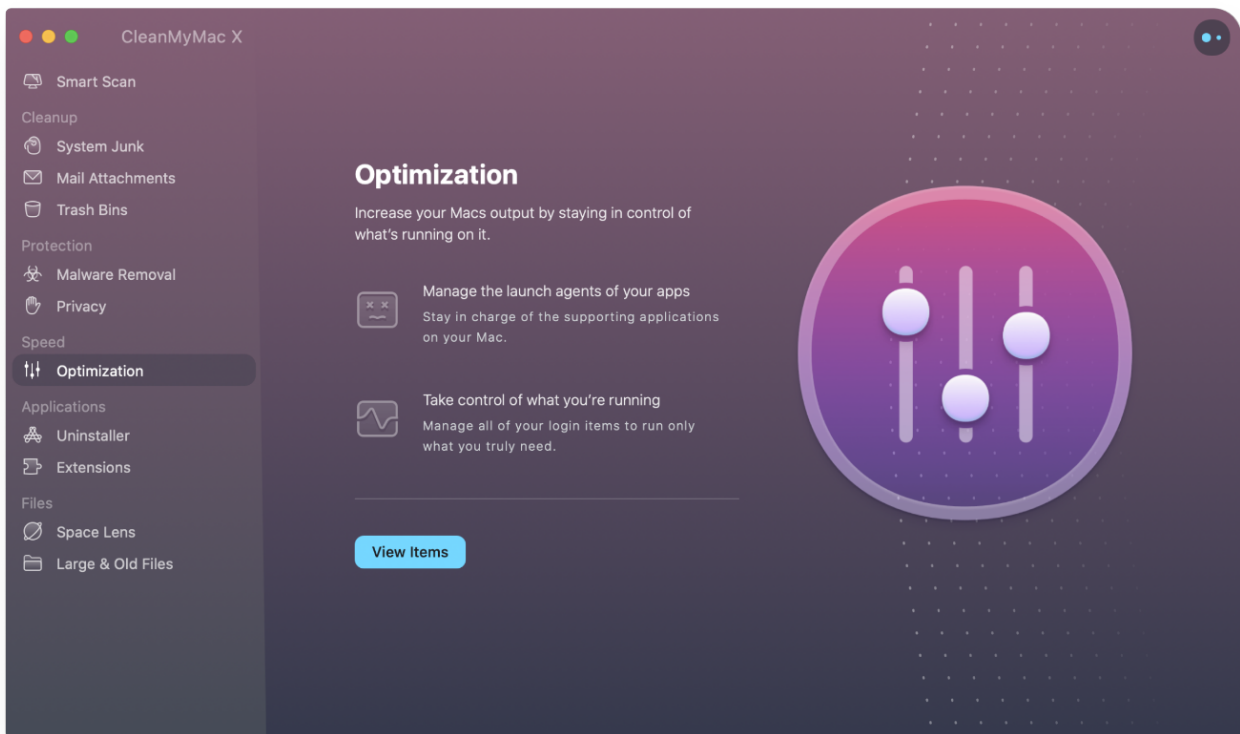 CleanMyMac X
Smart Scan
Cleanup
System Junk
Mail Attachments
Trash Bins
Protection
Malware Removal
Privacy
Speed
Optimization
Applications
Uninstaller
Extensions
Files
Space Lens
Large & Old Files
Optimization
Increase your Macs output by staying in control of
what's running on it.
Manage the launch agents of your apps
Stay in charge of the supporting applications
on your Mac.
Take control of what you're running
Manage all of your login items to run only
what you truly need.
View Items